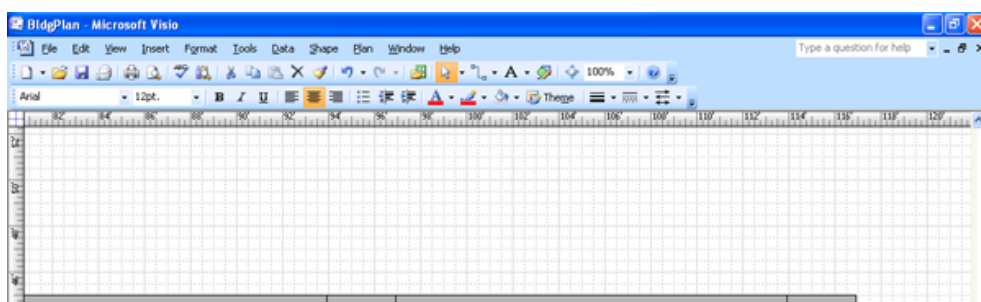 BldgPlan - Microsoft Visio
File Edit View Insert Format Tools Data Shape Plan Window Help Type a question for help
A 100%
Arial 12pt. B I U A Theme
82' 84' 86' 88' 90' 92' 94' 96' 98' 100' 102' 104' 106' 108' 110' 112' 114' 116' 118' 120'